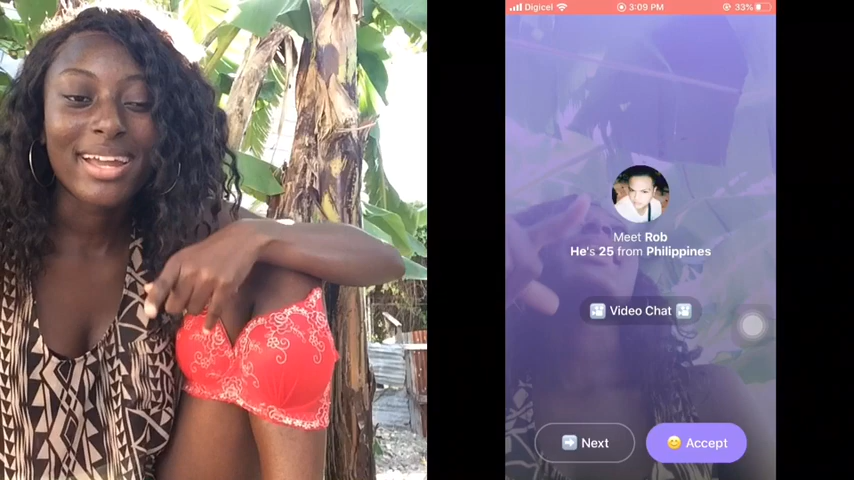 Digicel 3:09 PM 33%
Meet Rob
He's 25 from Philippines
Video Chat
Next
Accept